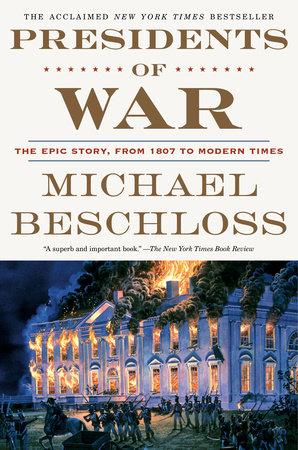 THE ACCLAIMED NEW YORK TIMES BESTSELLER
PRESIDENTS
OF
WAR
THE EPIC STORY, FROM 1807 TO MODERN TIMES
MICHAEL
BESCHLOSS
“A superb and important book.” —The New York Times Book Review